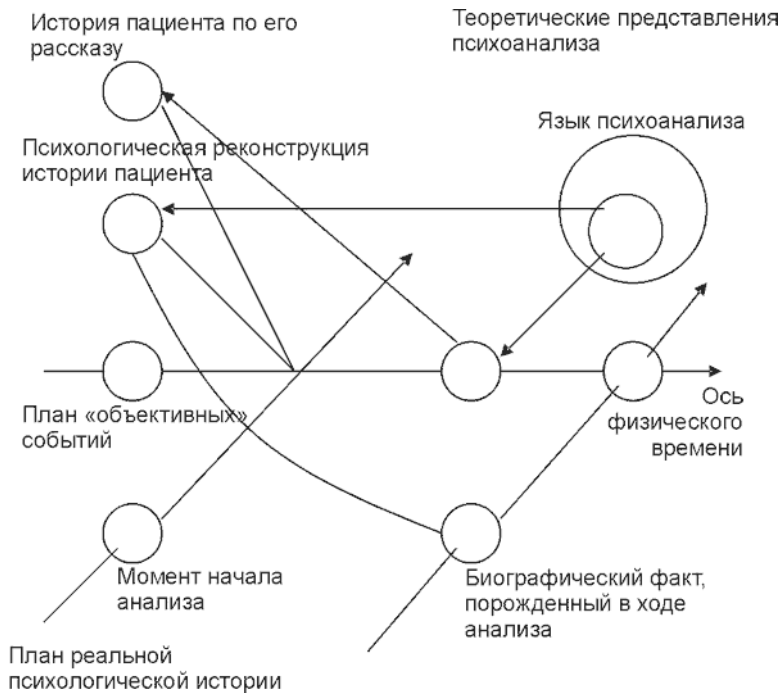 История пациента по его
рассказу
Теоретические представления
психоанализа
Язык психоанализа
Психологическая реконструкция
истории пациента
План «объективных»
событий
Ось
физического
времени
Момент начала
анализа
Биографический факт,
порожденный в ходе
анализа
План реальной
психологической истории